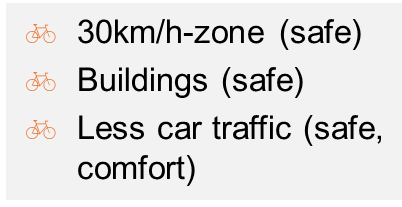 30km/h-zone (safe)
Buildings (safe)
Less car traffic (safe,
comfort)